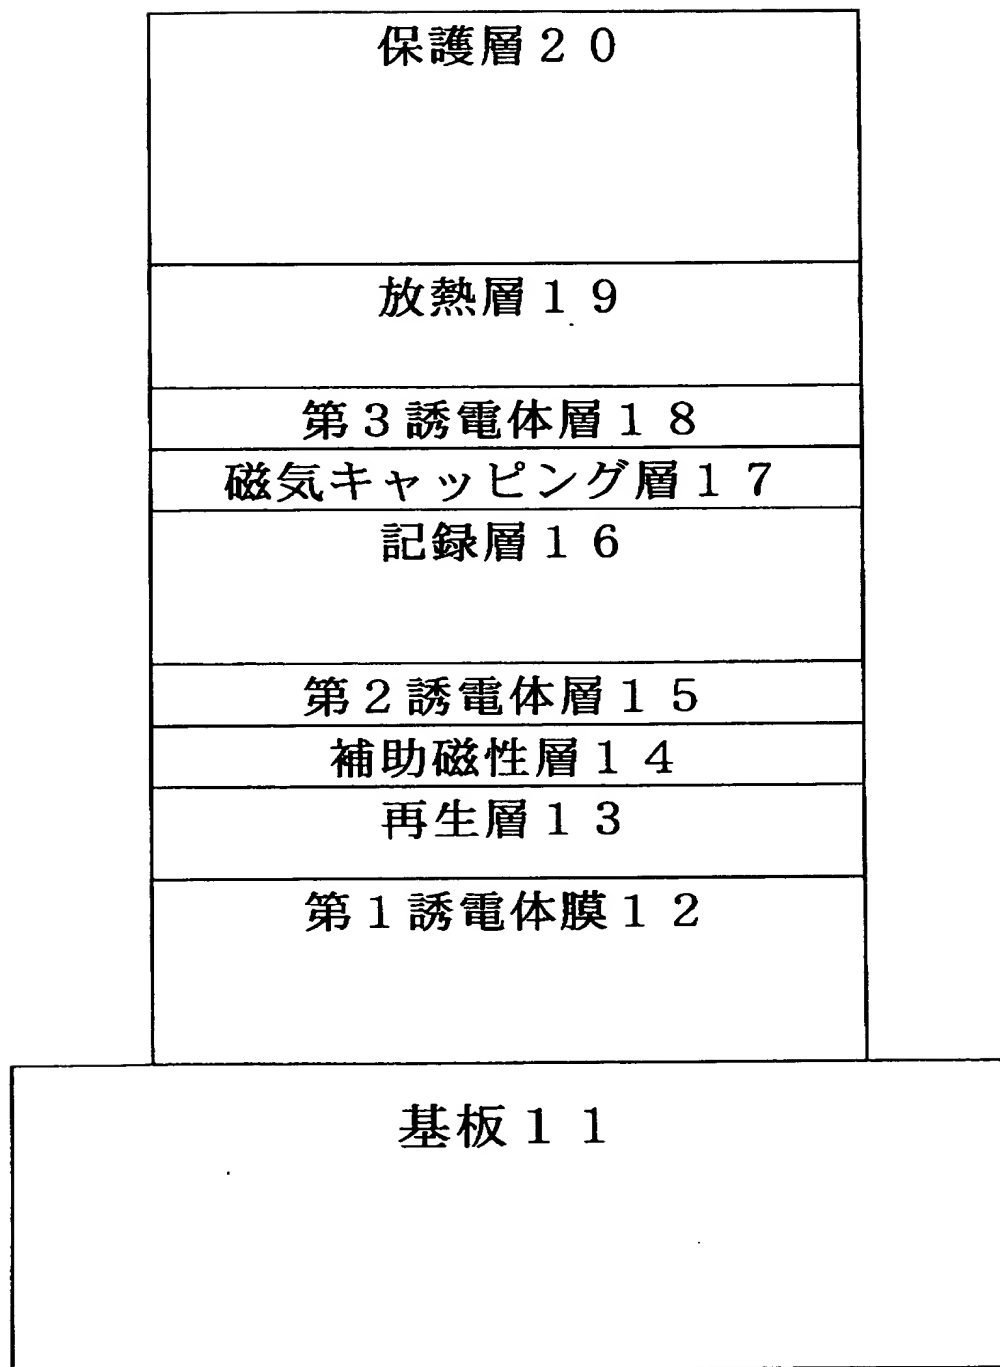 保護層２０
放熱層１９
第３誘電体層１８
磁気キャッピング層１７
記録層１６
第２誘電体層１５
補助磁性層１４
再生層１３
第１誘電体膜１２
基板１１